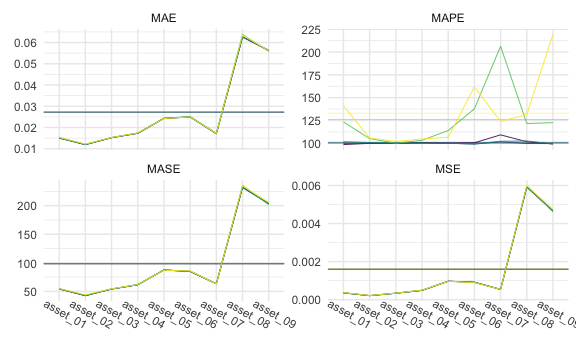 MAE
0.06
0.05
0.04
0.03
0.02
0.01
MAPE
225
200
175
150
125
100
MASE
200
150
100
50
asset_01
asset_02
asset_03
asset_04
asset_05
asset_06
asset_07
asset_08
asset_09
MSE
0.006
0.004
0.002
0.000
asset_01
asset_02
asset_03
asset_04
asset_05
asset_06
asset_07
asset_08
asset_09